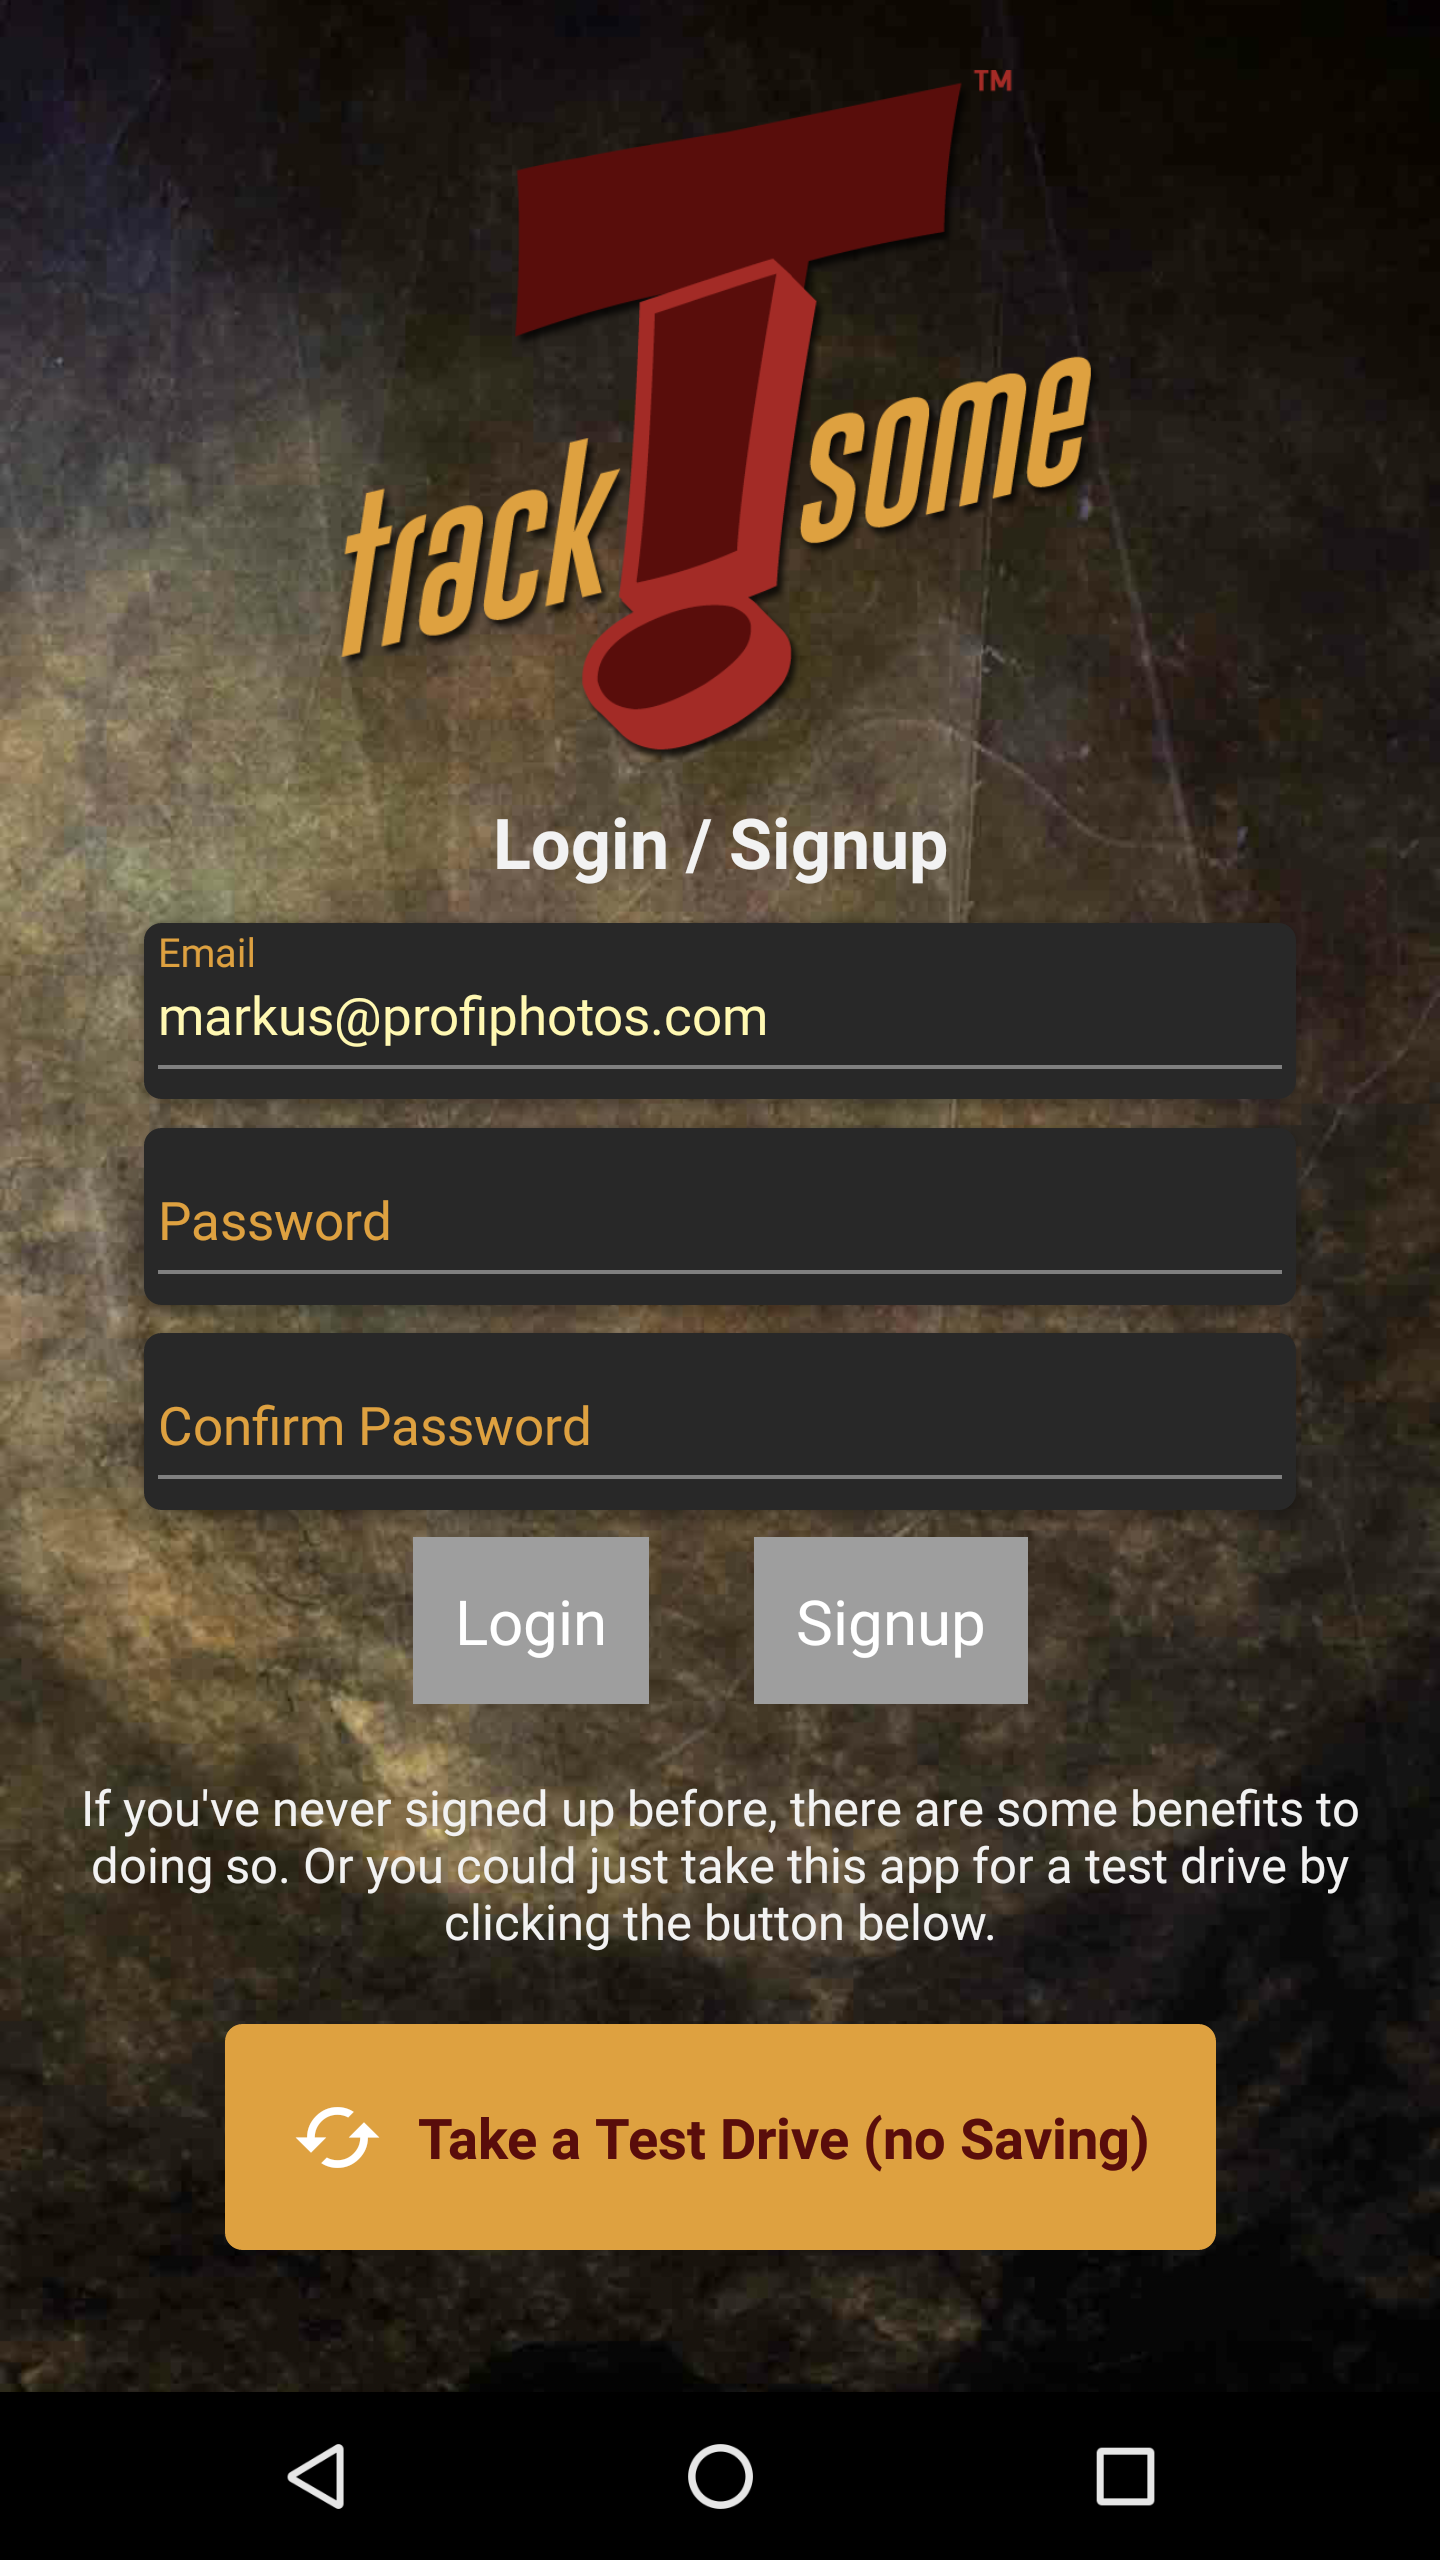 TM
track
some
Login / Signup
Email
markus@profiphotos.com
Password
Confirm Password
Login Signup
If you've never signed up before, there are some benefits to
doing so. Or you could just take this app for a test drive by
clicking the button below.
Take a Test Drive (no Saving)